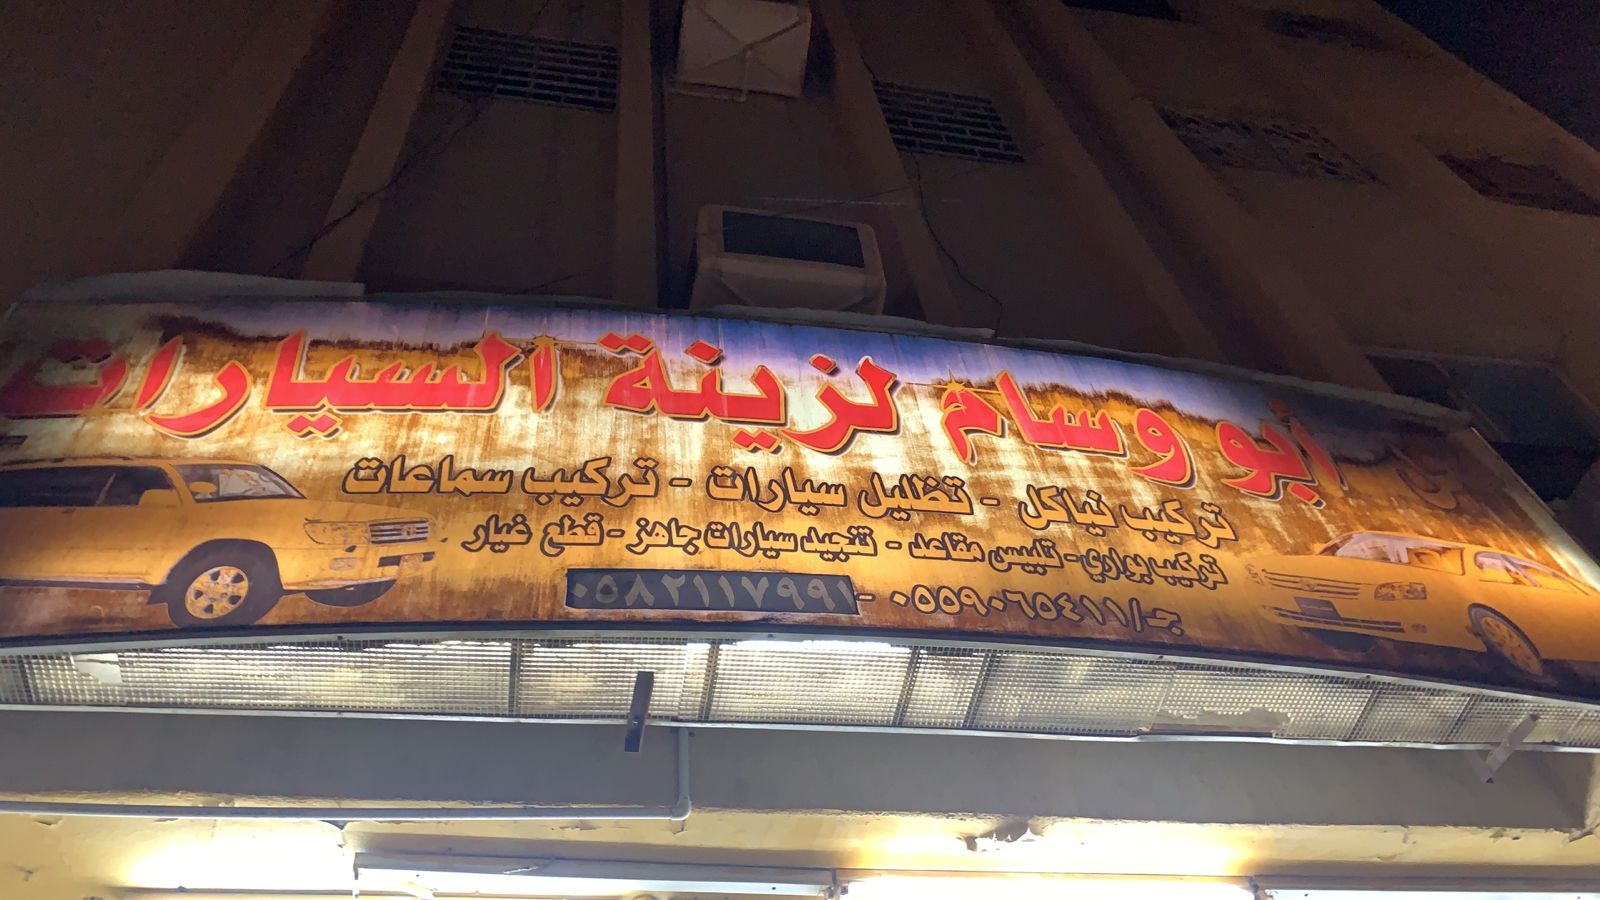 أبو وسام لزينة السيارات
تركيب نياكل - تظليل سيارات - تركيب سماعات
تركيب بواري - تلبيس مقاعد - تنجيد سيارات جاهز - قطع غيار
جـ/٠٥٥٩٠٦٥٤١١ - ٠٥٨٢١١٧٩٩١